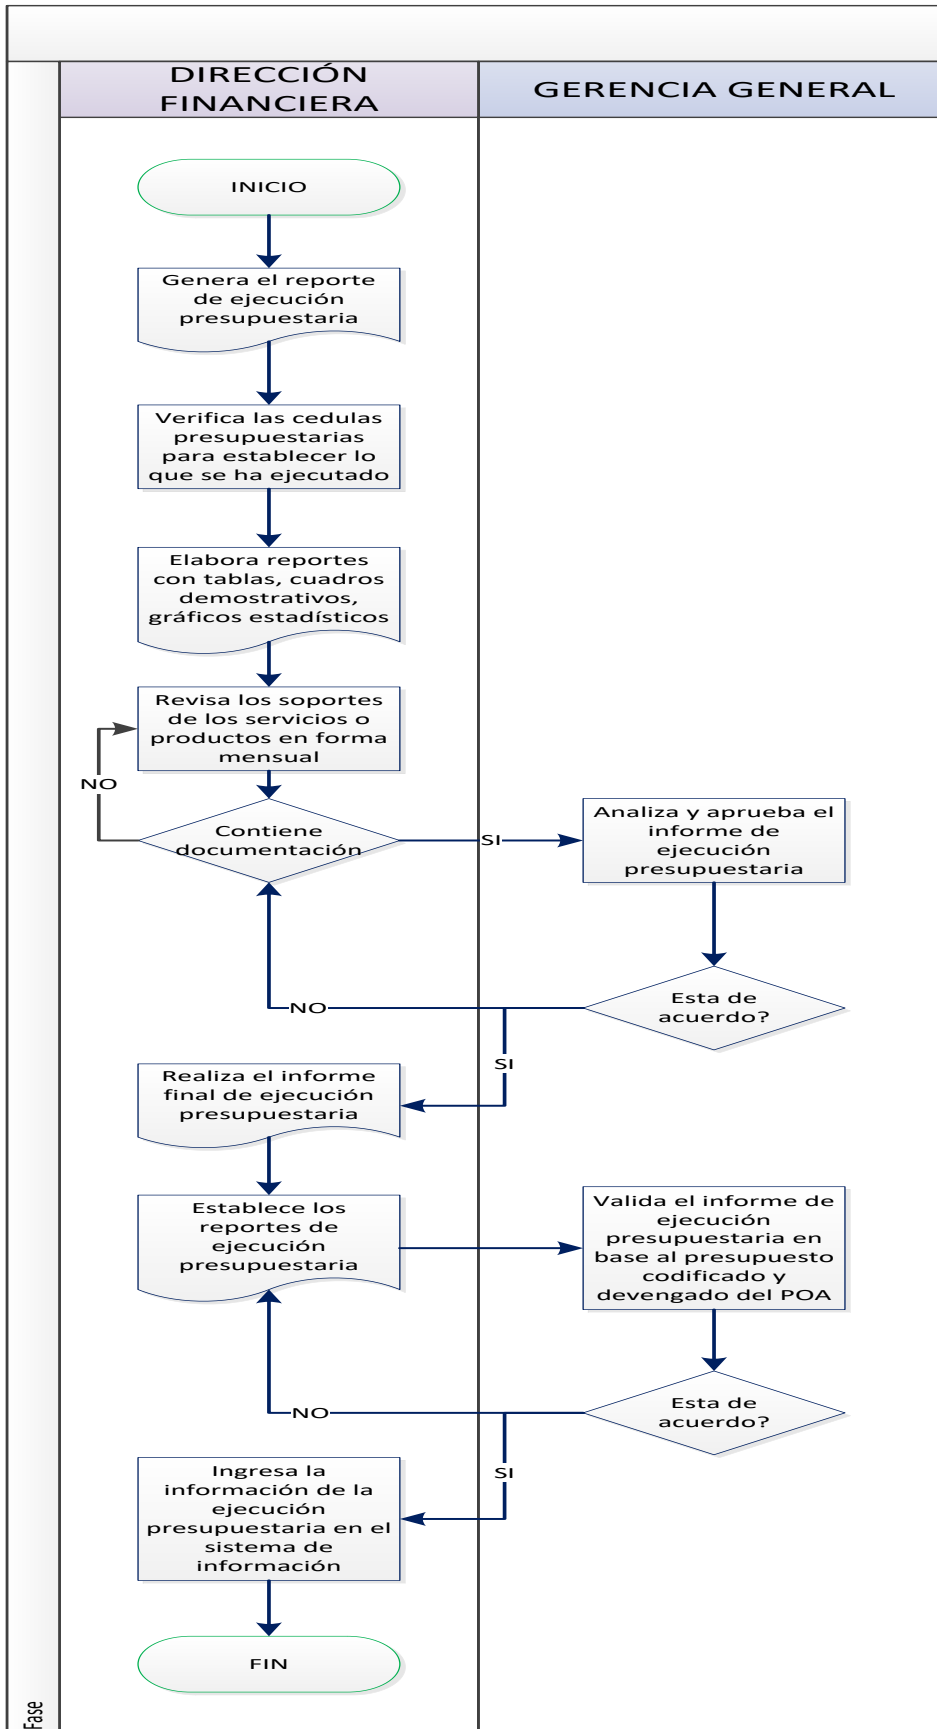 DIRECCIÓN
FINANCIERA
GERENCIA GENERAL
INICIO
Genera el reporte
de ejecución
presupuestaria
Verifica las cedulas
presupuestarias
para establecer lo
que se ha ejecutado
Elabora reportes
con tablas, cuadros
demostrativos,
gráficos estadísticos
Revisa los soportes
de los servicios o
productos en forma
mensual
NO
Contiene
documentación
SI
Analiza y aprueba el
informe de
ejecución
presupuestaria
Esta de
acuerdo?
NO
SI
Realiza el informe
final de ejecución
presupuestaria
Establece los
reportes de
ejecución
presupuestaria
Valida el informe de
ejecución
presupuestaria en
base al presupuesto
codificado y
devengado del POA
Esta de
acuerdo?
NO
SI
Ingresa la
información de la
ejecución
presupuestaria en el
sistema de
información
FIN
Fase